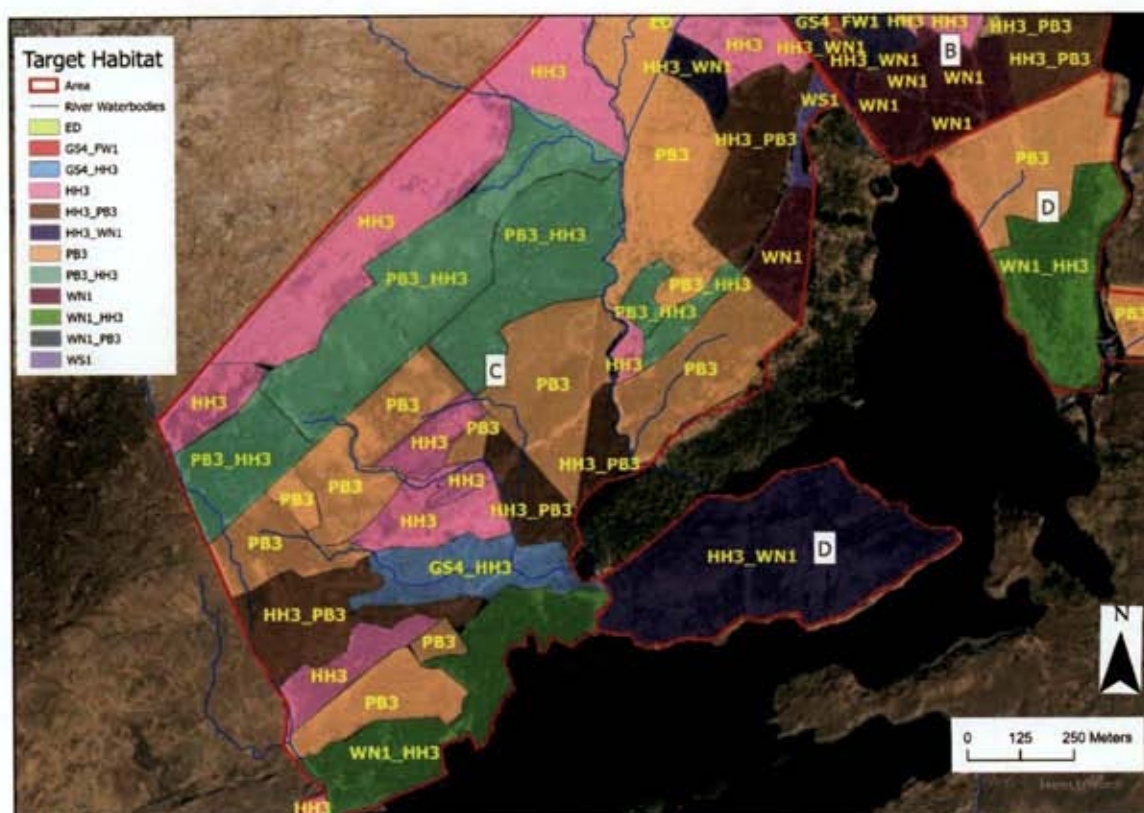 Target Habitat
Area
River Waterbodies
ED
GS4_FW1
GS4_HH3
HH3
HH3_PB3
HH3_WN1
PB3
PB3_HH3
WN1
WN1_HH3
WN1_PB3
WS1
ED
GS4_FW1 HH3 HH3
HH3_PB3
HH3
HH3_WN1
B
HH3
HH3_WN1
HH3_WN1
HH3_PB3
WN1
WN1
WS1
WN1
WN1
HH3_PB3
PB3
PB3
HH3
D
PB3_HH3
WN1
PB3_HH3
WN1_HH3
PB3_HH3
PB3_HH3
PB3
HH3
PB3
C
PB3
HH3
PB3
PB3
HH3
PB3_HH3
HH3_PB3
HH3
PB3
PB3
HH3_PB3
HH3
PB3
D
HH3_WN1
GS4_HH3
HH3_PB3
N
PB3
HH3
PB3
0 125 250 Meters
WN1_HH3
HH3